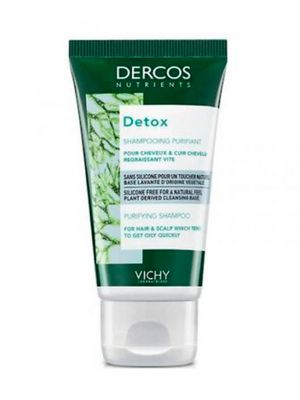 DERCOS
NUTRIENTS
Detox
SHAMPOOING PURIFIANT
POUR CHEVEUX & CUIR CHEVELU
REGRAISSANT VITE
SANS SILICONE POUR UN TOUCHER NATUREL
BASE LAVANTE D'ORIGINE VÉGÉTALE
SILICONE FREE FOR A NATURAL FEEL
PLANT DERIVED CLEANSING BASE
PURIFYING SHAMPOO
FOR HAIR & SCALP WHICH TEND
TO GET OILY QUICKLY
VICHY
LABORATOIRES